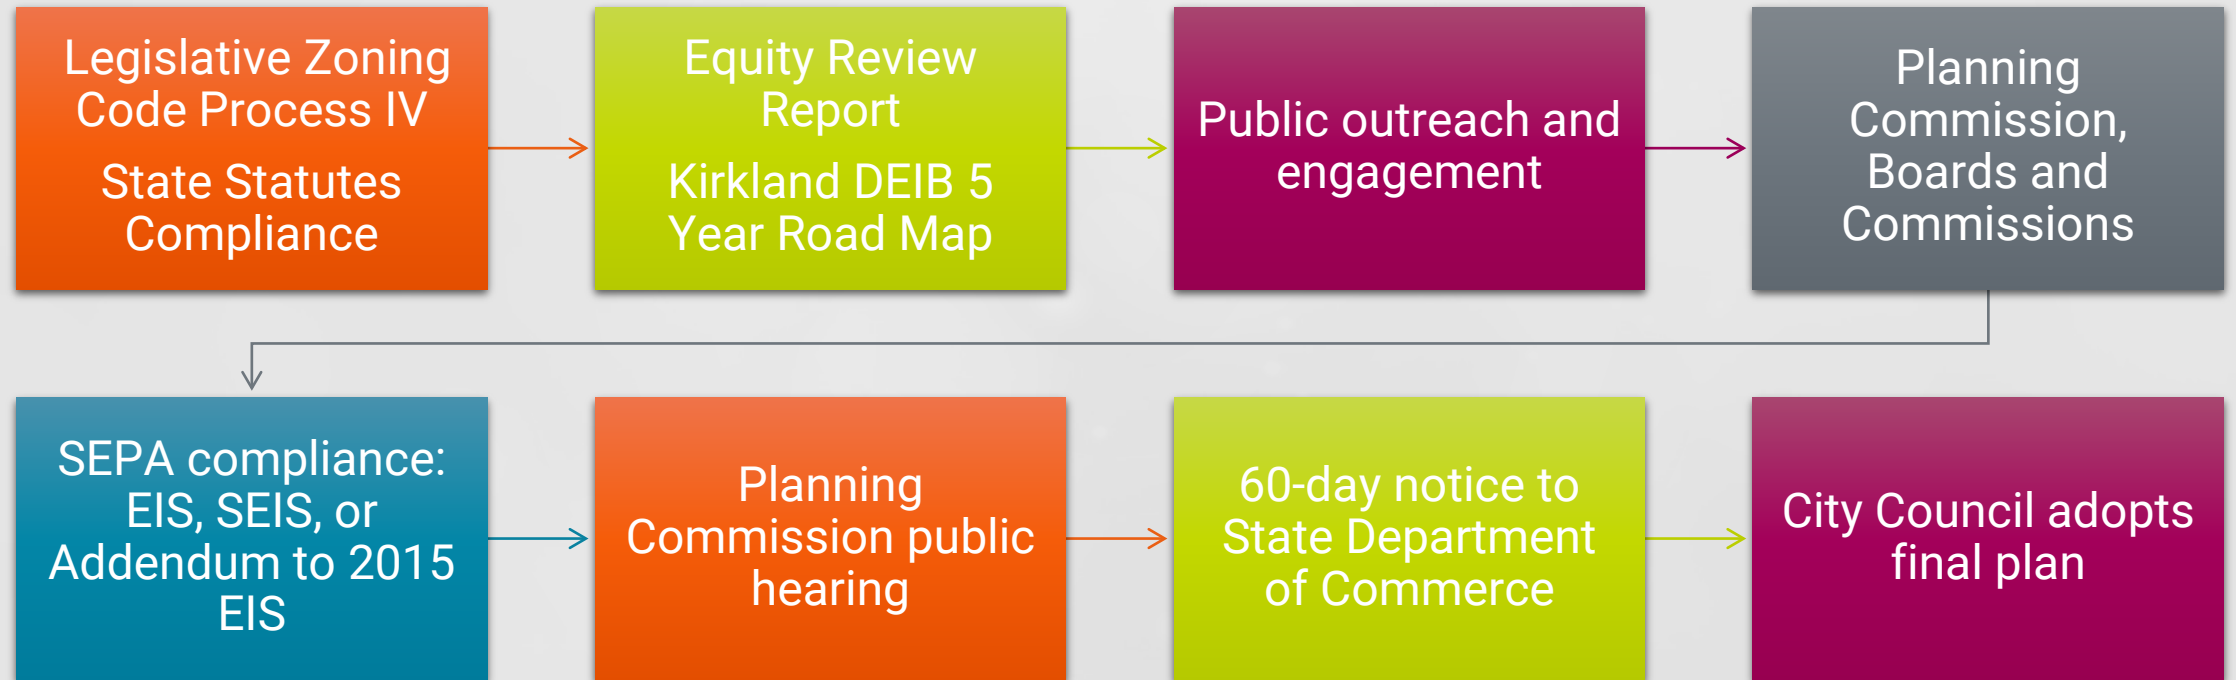 Legislative Zoning
Code Process IV
State Statutes
Compliance
Equity Review
Report
Kirkland DEIB 5
Year Road Map
Public outreach and
engagement
Planning
Commission,
Boards and
Commissions
SEPA compliance:
EIS, SEIS, or
Addendum to 2015
EIS
Planning
Commission public
hearing
60-day notice to
State Department
of Commerce
City Council adopts
final plan